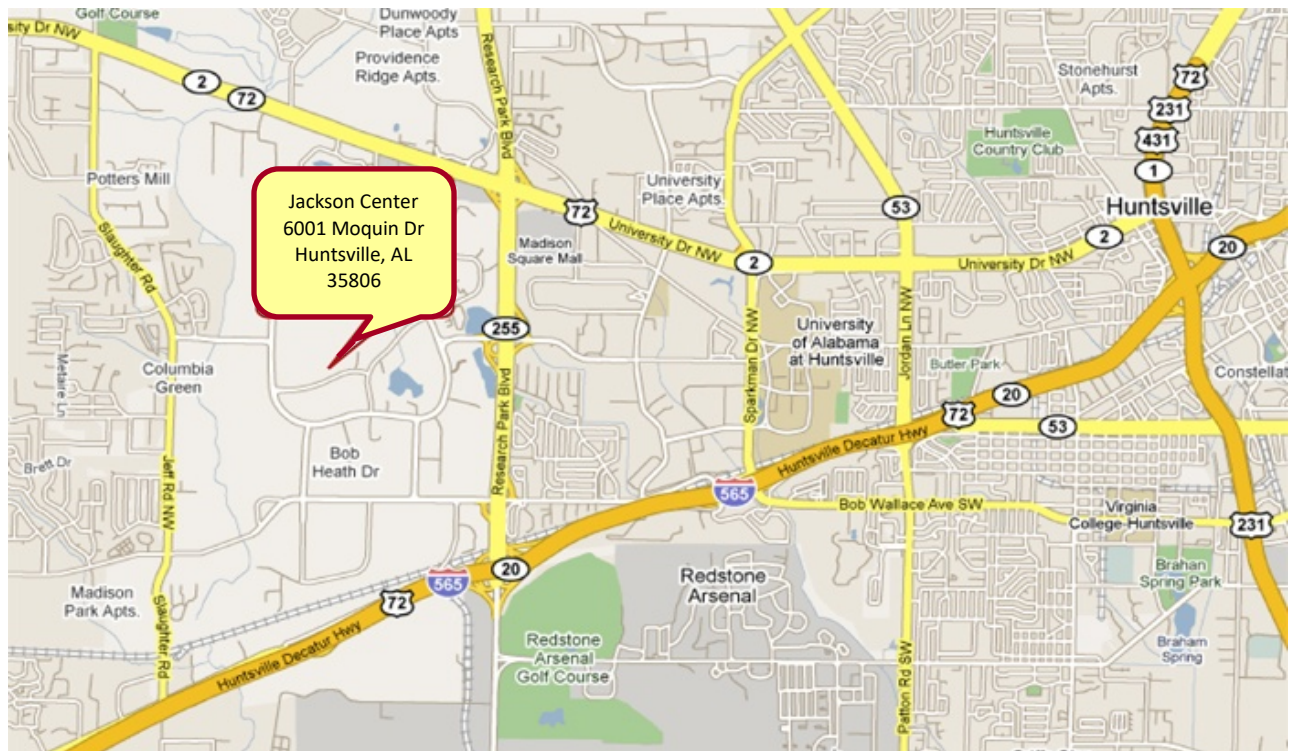 Golf Course
sity Dr NW
Dunwoody
Place Apts
Providence
Ridge Apts.
Research Park Blvd
2
72
Stonehurst
Apts.
72
231
431
1
Huntsville
Country Club
Potters Mill
Jackson Center
6001 Moquin Dr
Huntsville, AL
35806
University
Place Apts.
53
Huntsville
72
University Dr NW
Madison
Square Mall
2
University Dr NW
2
20
Slaughter Rd
255
University
of Alabama
at Huntsville
Jordan Ln NW
Sparkman Dr NW
Butler Park
Constellat
Metaire Ln
Columbia
Green
Research Park Blvd
20
72
53
Huntsville Decatur Hwy
Brett Dr
Bob
Heath Dr
Jeff Rd NW
565
Bob Wallace Ave SW
Virginia
College-Huntsville
231
20
565
72
Redstone
Arsenal
Brahan
Spring Park
Madison
Park Apts.
Slaughter Rd
Huntsville Decatur Hwy
Redstone
Arsenal
Golf Course
Patton Rd SW
Braham
Spring